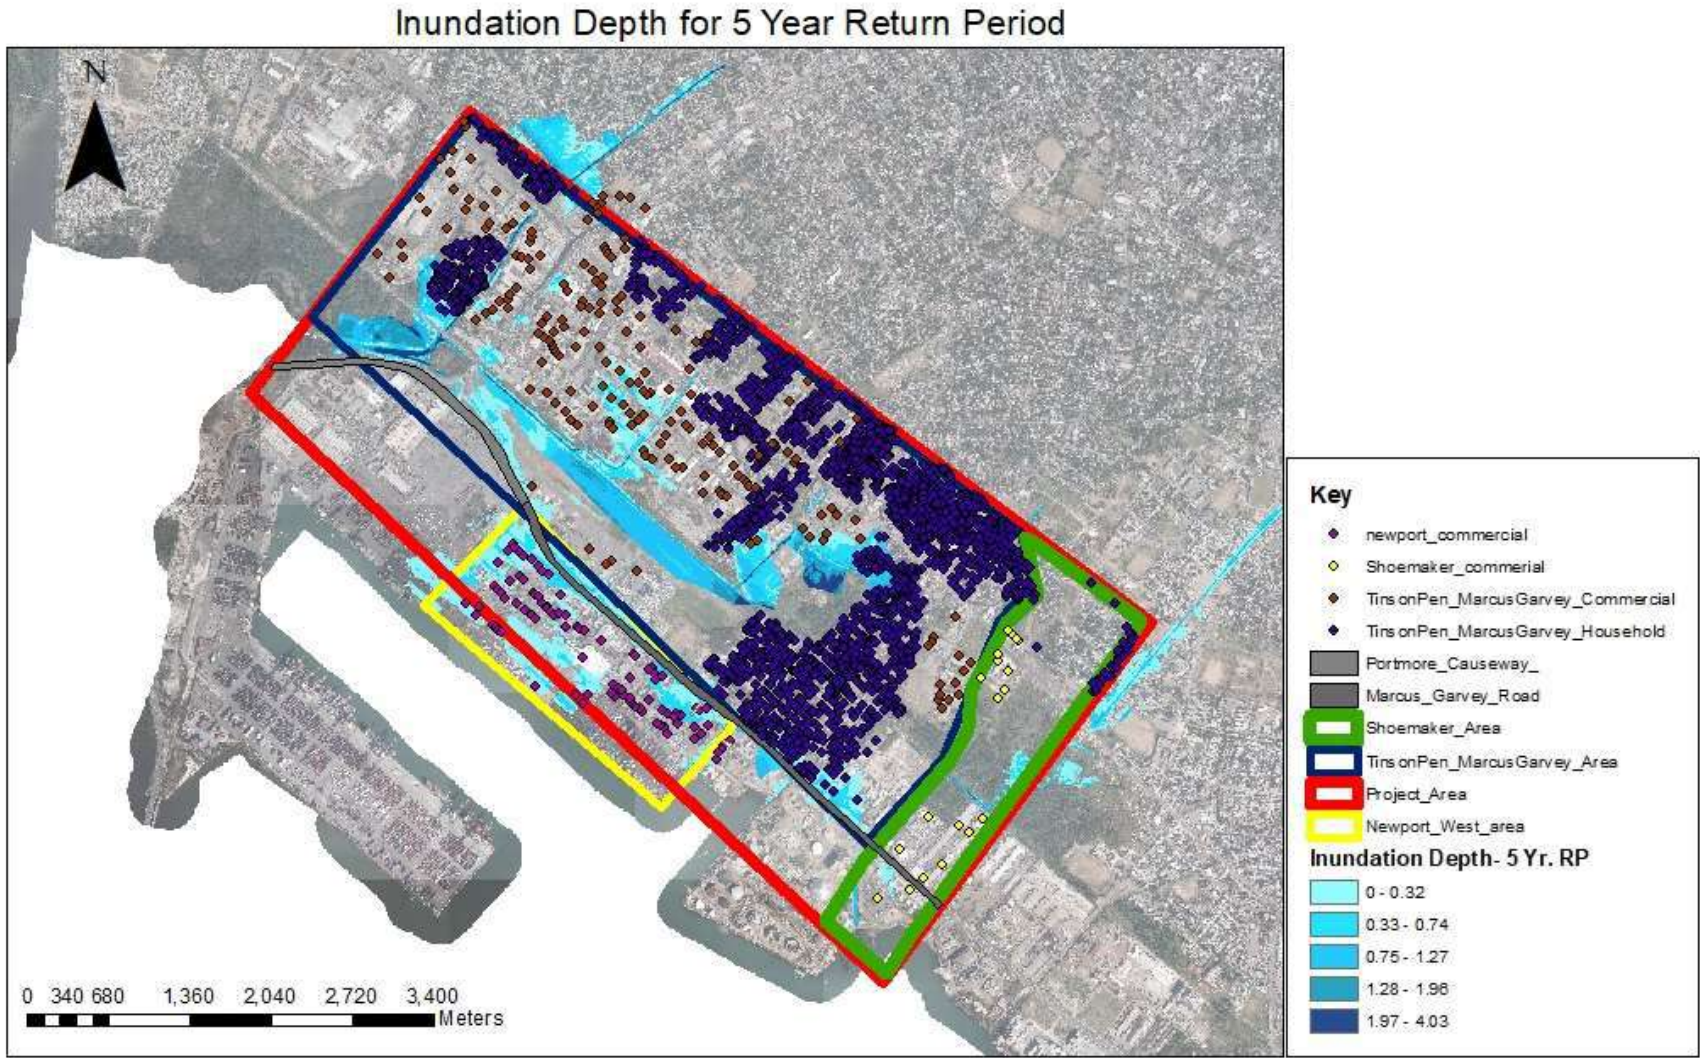 Inundation Depth for 5 Year Return Period
N
Key
newport_commercial
Shoemaker_commerial
TinsonPen_MarcusGarvey_Commercial
TinsonPen_MarcusGarvey_Household
Portmore_Causeway_
Marcus_Garvey_Road
Shoemaker_Area
TinsonPen_MarcusGarvey_Area
Project_Area
Newport_West_area
Inundation Depth- 5 Yr. RP
0 - 0.32
0.33 - 0.74
0.75 - 1.27
1.28 - 1.96
1.97 - 4.03
0 340 680 1,360 2,040 2,720 3,400
Meters